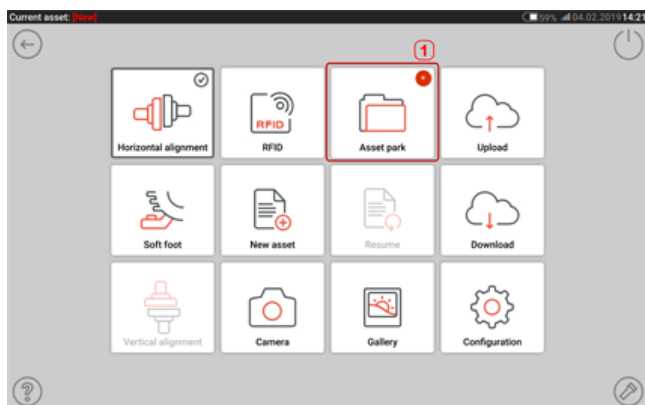 Current asset: [New] 59% 04.02.2019 14:21
1
Horizontal alignment RFID RFID Asset park Upload
Soft foot New asset Resume Download
Vertical alignment Camera Gallery Configuration
?